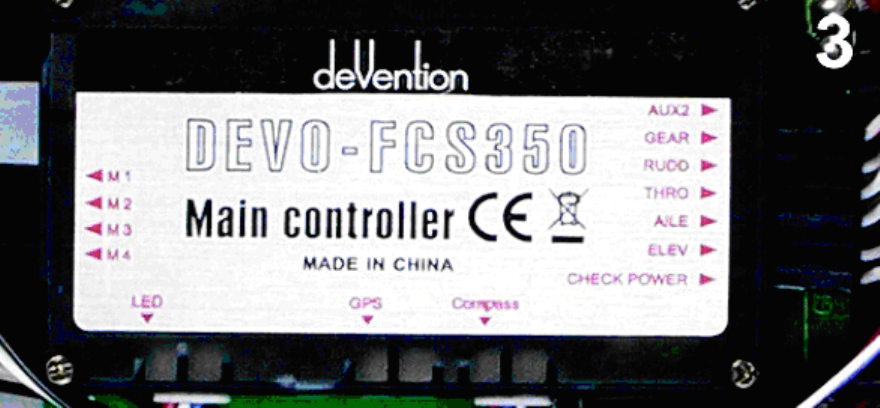 3
deVention
DEVO-FCS350
Main controller CE
MADE IN CHINA
M1
M2
M3
M4
AUX2
GEAR
RUDD
THRO
AILE
ELEV
CHECK POWER
LED
GPS
Compass